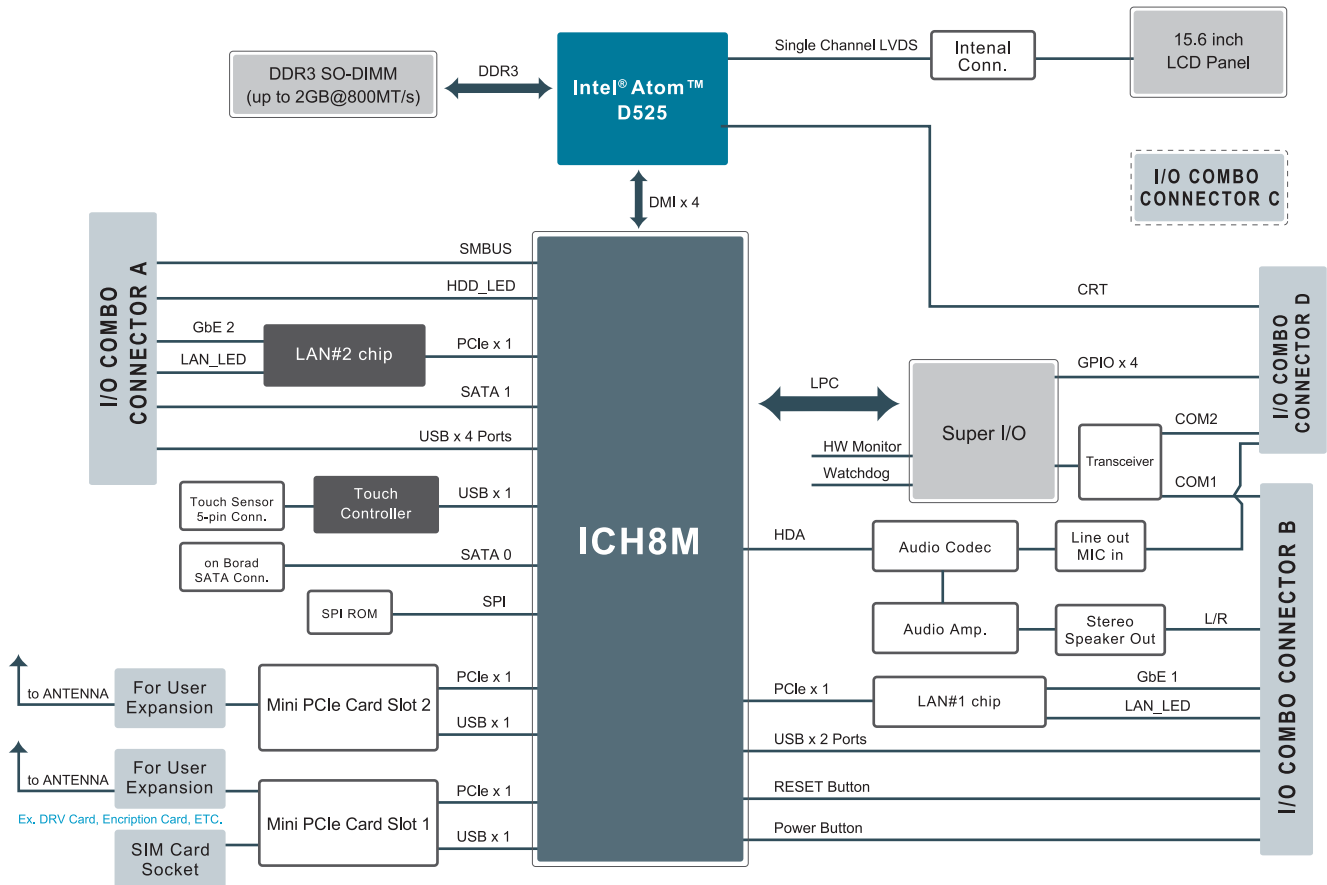 Single Channel LVDS
Intenal
Conn.
15.6 inch
LCD Panel
DDR3 SO-DIMM
(up to 2GB@800MT/s)
DDR3
Intel® Atom™
D525
I/O COMBO
CONNECTOR C
DMI x 4
I/O COMBO
CONNECTOR A
SMBUS
HDD_LED
GbE 2
LAN_LED
LAN#2 chip
PCIe x 1
SATA 1
USB x 4 Ports
Touch Sensor
5-pin Conn.
Touch
Controller
USB x 1
on Borad
SATA Conn.
SATA 0
SPI ROM
SPI
to ANTENNA
For User
Expansion
Mini PCIe Card Slot 2
PCIe x 1
USB x 1
to ANTENNA
For User
Expansion
Ex. DRV Card, Encription Card, ETC.
SIM Card
Socket
Mini PCIe Card Slot 1
PCIe x 1
USB x 1
ICH8M
CRT
I/O COMBO
CONNECTOR D
LPC
Super I/O
GPIO x 4
HW Monitor
Watchdog
Transceiver
COM2
COM1
HDA
Audio Codec
Line out
MIC in
Audio Amp.
Stereo
Speaker Out
L/R
PCIe x 1
LAN#1 chip
GbE 1
LAN_LED
USB x 2 Ports
RESET Button
Power Button
I/O COMBO CONNECTOR B